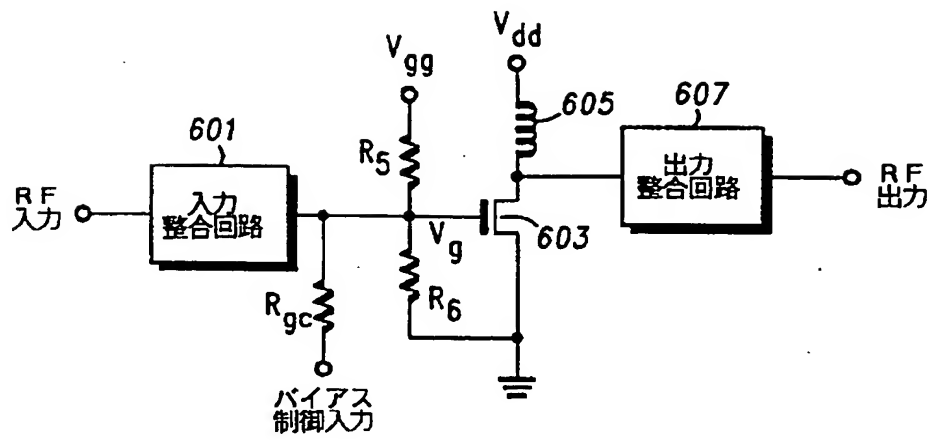 Vgg
Vdd
601
R5
605
607
RF
入力
入力
整合回路
Vg
603
出力
整合回路
RF
出力
Rgc
R6
バイアス
制御入力